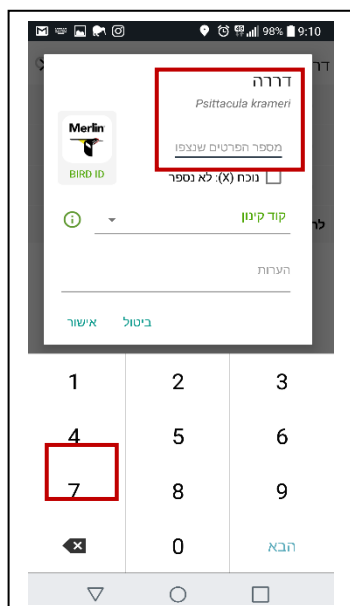 98% 9:10
דר
דררה
Psittacula krameri
מספר הפרטים שנצפו
Merlin
BIRD ID
נוכח (X): לא נספר
קוד קינון
הערות
ביטול
אישור
1 2 3
4 5 6
7 8 9
0 הבא